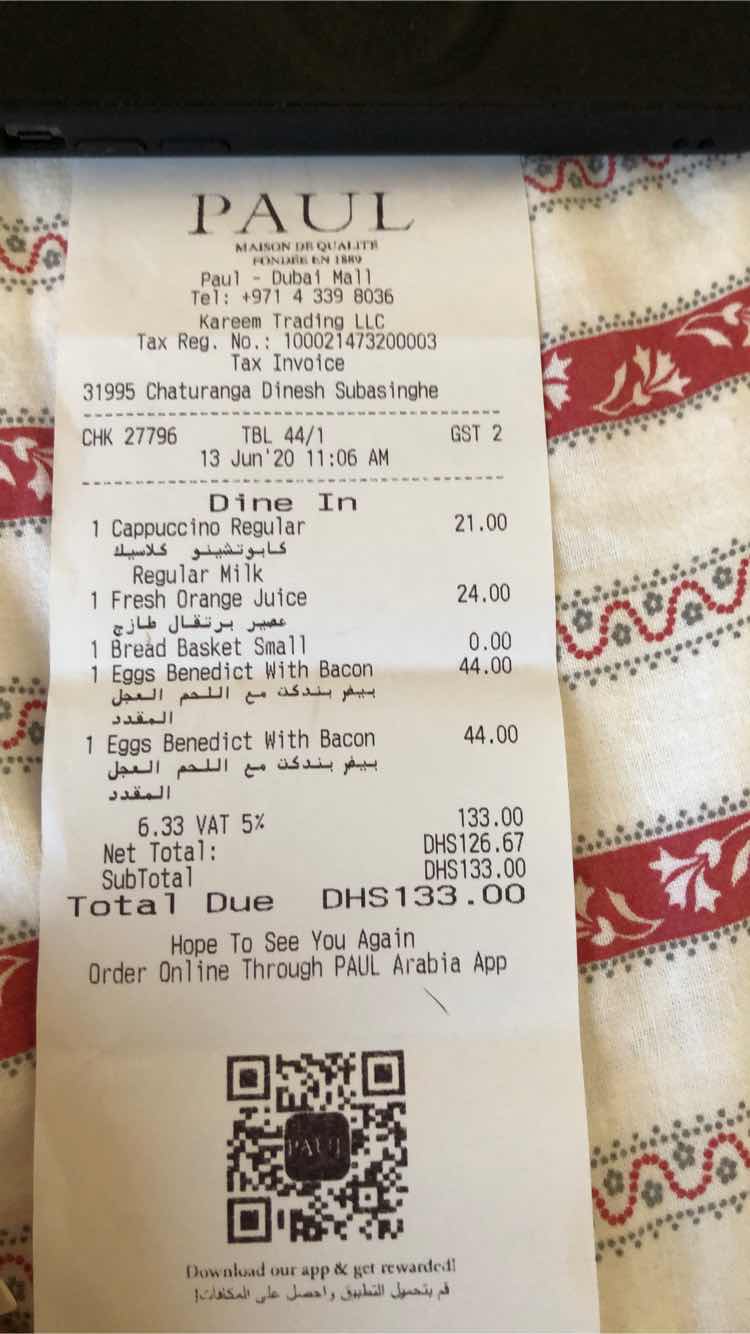 PAUL
MAISON DE QUALITÉ
FONDÉE EN 1889
Paul - Dubai Mall
Tel: +971 4 339 8036
Kareem Trading LLC
Tax Reg. No.: 100021473200003
Tax Invoice
31995 Chaturanga Dinesh Subasinghe
CHK 27796 TBL 44/1 GST 2
13 Jun'20 11:06 AM
Dine In
1 Cappuccino Regular 21.00
كابوتشينو كلاسيك
Regular Milk
1 Fresh Orange Juice 24.00
عصير برتقال طازج
1 Bread Basket Small 0.00
1 Eggs Benedict With Bacon 44.00
بيض بندكت مع اللحم العجل
المقدد
1 Eggs Benedict With Bacon 44.00
بيض بندكت مع اللحم العجل
المقدد
6.33 VAT 5% 133.00
Net Total: DHS126.67
SubTotal DHS133.00
Total Due DHS133.00
Hope To See You Again
Order Online Through PAUL Arabia App
PAUL
Download our app & get rewarded!
قم بتحميل التطبيق واحصل على المكافآت!